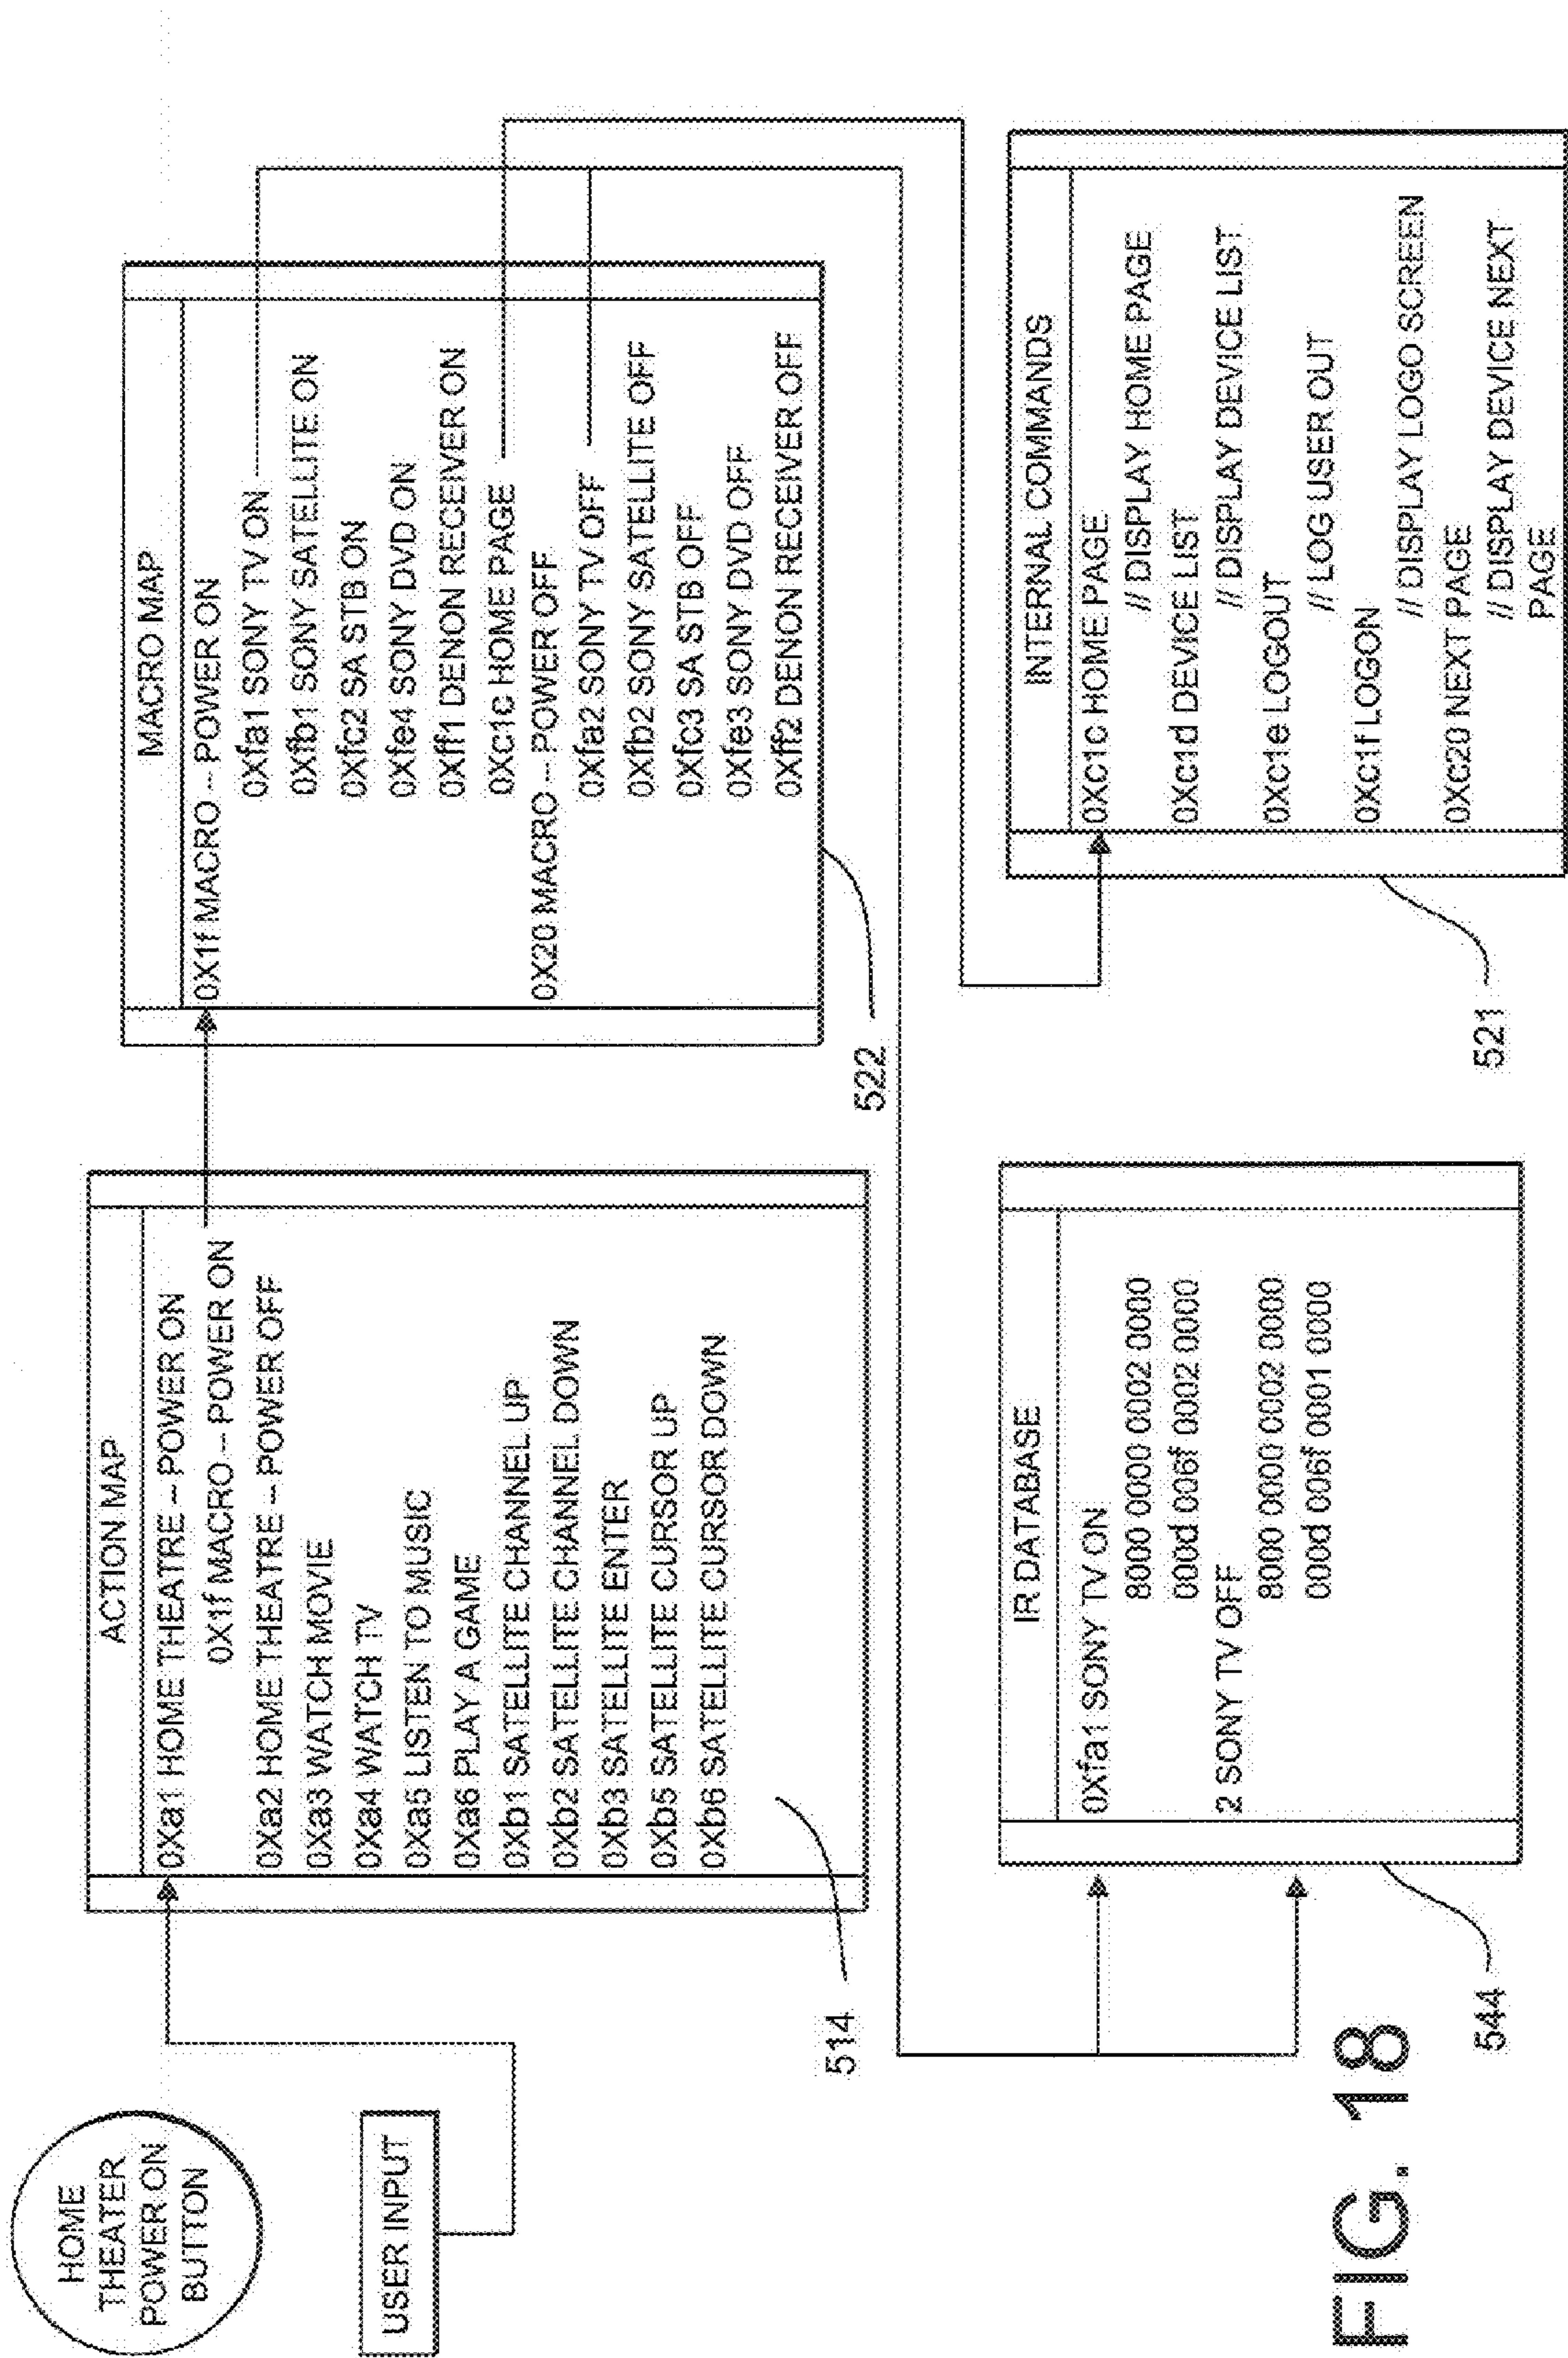 HOME
THEATER
POWER ON
BUTTON
USER INPUT
ACTION MAP
0Xa1 HOME THEATRE – POWER ON
0X1f MACRO – POWER ON
0Xa2 HOME THEATRE – POWER OFF
0Xa3 WATCH MOVIE
0Xa4 WATCH TV
0Xa5 LISTEN TO MUSIC
0Xa6 PLAY A GAME
0Xb1 SATELLITE CHANNEL UP
0Xb2 SATELLITE CHANNEL DOWN
0Xb3 SATELLITE ENTER
0Xb5 SATELLITE CURSOR UP
0Xb6 SATELLITE CURSOR DOWN
514
MACRO MAP
0X1f MACRO – POWER ON
0Xfa1 SONY TV ON
0Xfb1 SONY SATELLITE ON
0Xfc2 SA STB ON
0Xfe4 SONY DVD ON
0Xff1 DENON RECEIVER ON
0Xc1c HOME PAGE
0X20 MACRO – POWER OFF
0Xfa2 SONY TV OFF
0Xfb2 SONY SATELLITE OFF
0Xfc3 SA STB OFF
0Xfe3 SONY DVD OFF
0Xff2 DENON RECEIVER OFF
522
IR DATABASE
0Xfa1 SONY TV ON
8000 0000 0002 0000
000d 006f 0002 0000
2 SONY TV OFF
8000 0000 0002 0000
000d 006f 0001 0000
544
INTERNAL COMMANDS
0Xc1c HOME PAGE
// DISPLAY HOME PAGE
0Xc1d DEVICE LIST
// DISPLAY DEVICE LIST
0Xc1e LOGOUT
// LOG USER OUT
0Xc1f LOGON
// DISPLAY LOGO SCREEN
0Xc20 NEXT PAGE
// DISPLAY DEVICE NEXT
PAGE
521
FIG. 18